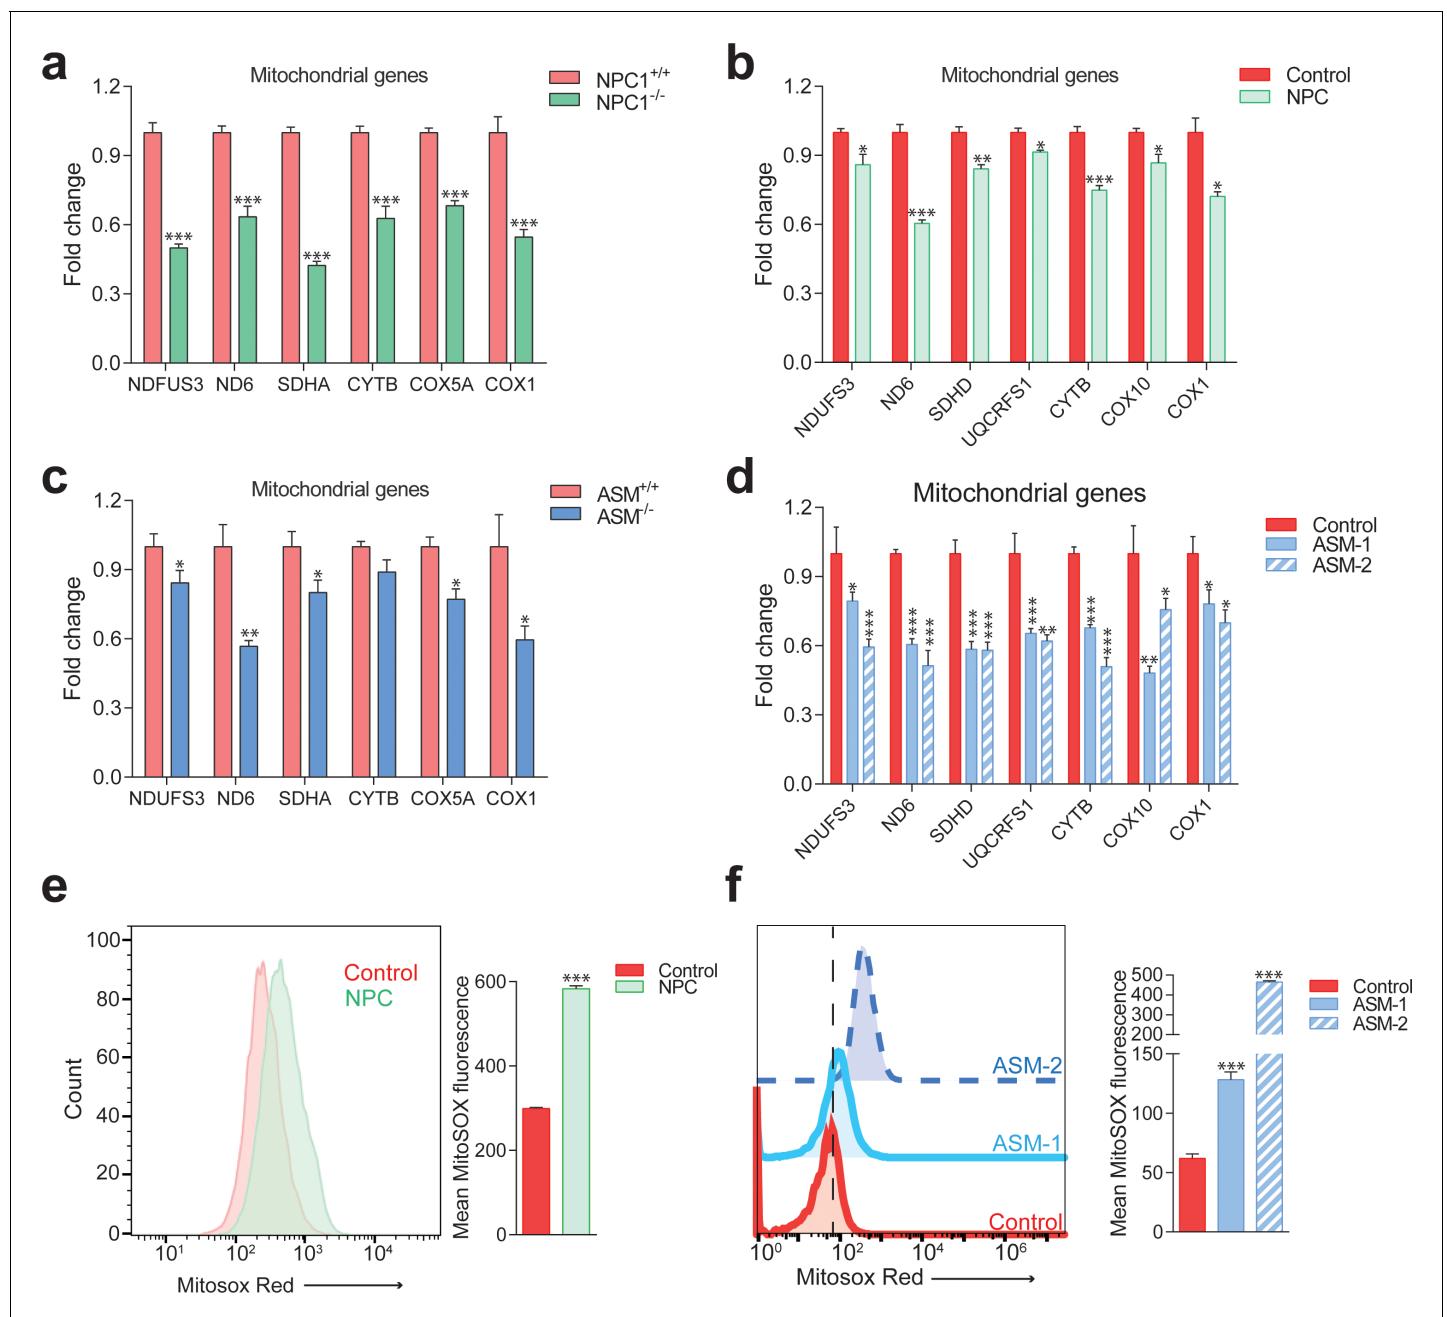 a
Mitochondrial genes
NPC1+/+
NPC1-/-
Fold change
1.2
0.9
0.6
0.3
0.0
***
***
***
***
***
***
NDFUS3 ND6 SDHA CYTB COX5A COX1
b
Mitochondrial genes
Control
NPC
Fold change
1.2
0.9
0.6
0.3
0.0
*
***
**
*
***
*
*
NDUFS3 ND6 SDHD UQCRFS1 CYTB COX10 COX1
c
Mitochondrial genes
ASM+/+
ASM-/-
Fold change
1.2
0.9
0.6
0.3
0.0
*
**
*
*
*
NDUFS3 ND6 SDHA CYTB COX5A COX1
d
Mitochondrial genes
Control
ASM-1
ASM-2
Fold change
1.2
0.9
0.6
0.3
0.0
*
***
***
***
***
***
***
**
***
***
**
*
*
*
NDUFS3 ND6 SDHD UQCRFS1 CYTB COX10 COX1
e
Count
100
80
60
40
20
0
Control
NPC
101 102 103 104
Mitosox Red
Mean MitoSOX fluorescence
600
400
200
0
***
Control
NPC
f
ASM-2
ASM-1
Control
100 102 104 106
Mitosox Red
Mean MitoSOX fluorescence
500
400
300
200
150
100
50
0
***
***
Control
ASM-1
ASM-2